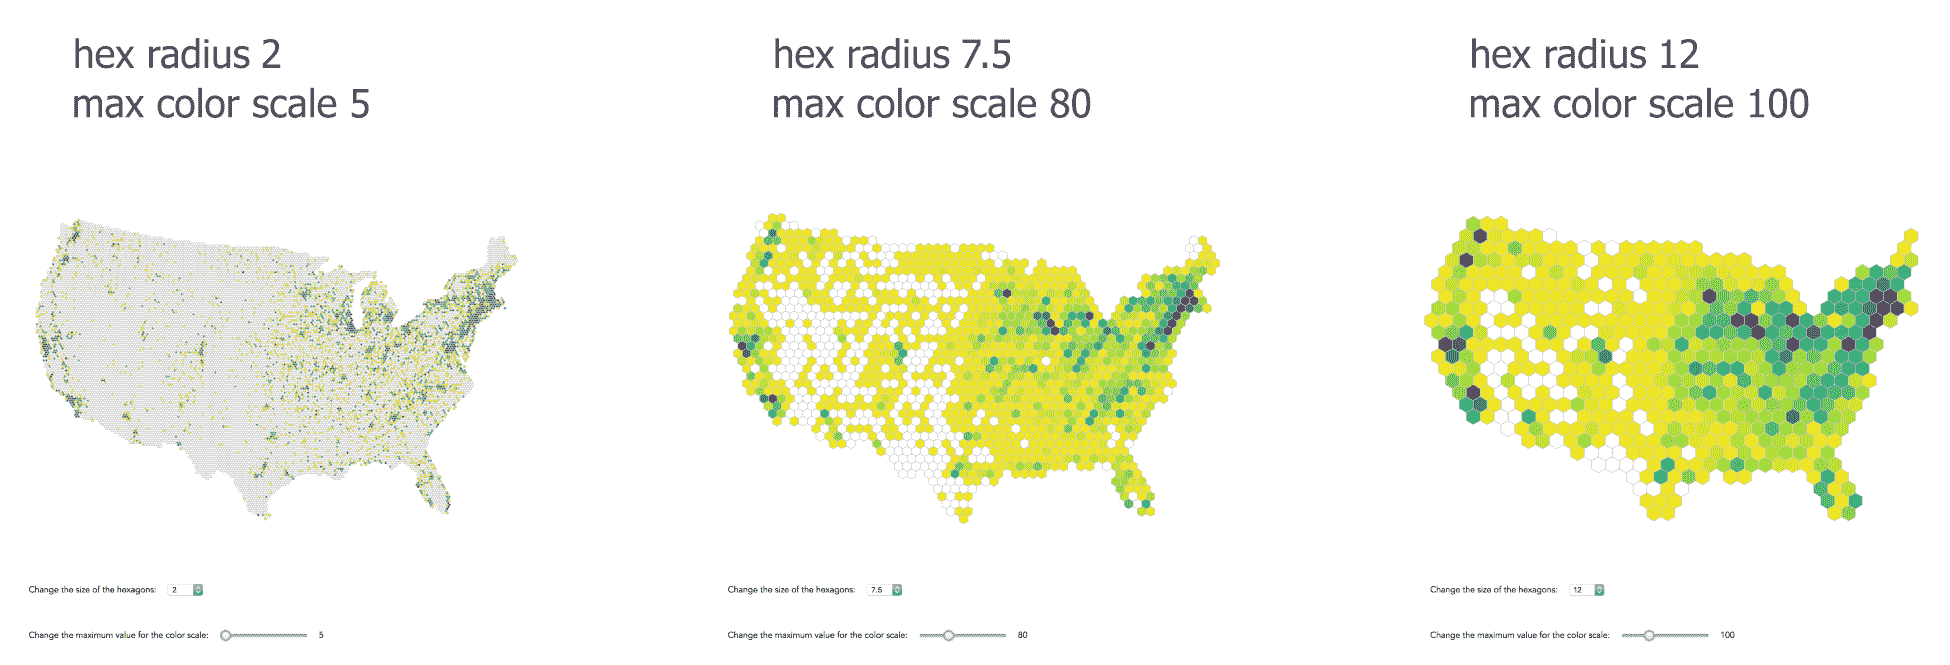 hex radius 2
max color scale 5
Change the size of the hexagons: 2
Change the maximum value for the color scale: 5
hex radius 7.5
max color scale 80
Change the size of the hexagons: 7.5
Change the maximum value for the color scale: 80
hex radius 12
max color scale 100
Change the size of the hexagons: 12
Change the maximum value for the color scale: 100